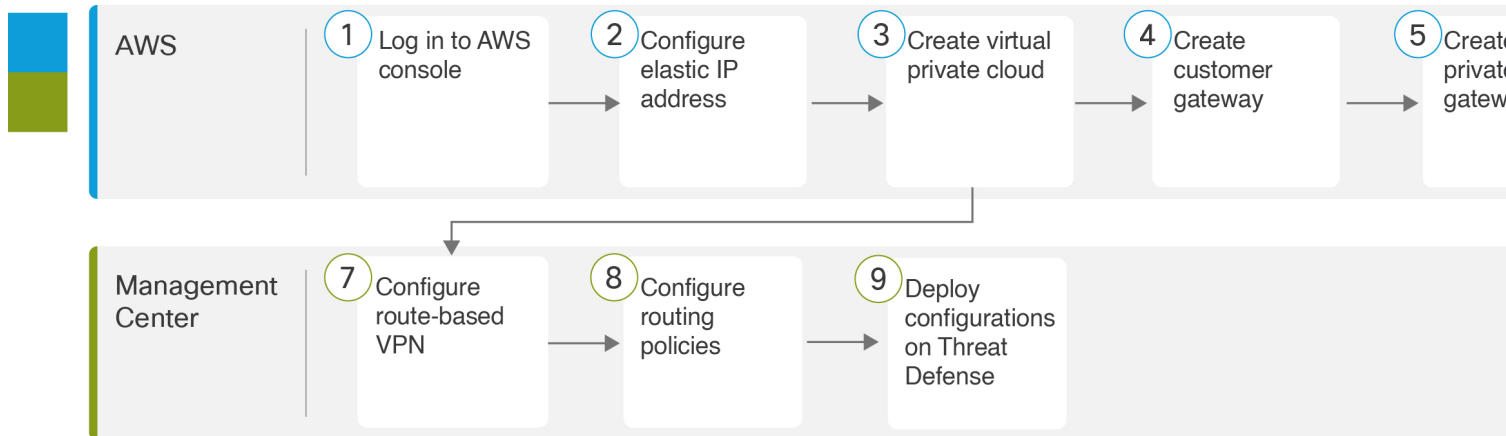 AWS
1
Log in to AWS
console
2
Configure
elastic IP
address
3
Create virtual
private cloud
4
Create
customer
gateway
5
Management
Center
7
Configure
route-based
VPN
8
Configure
routing
policies
9
Deploy
configurations
on Threat
Defense